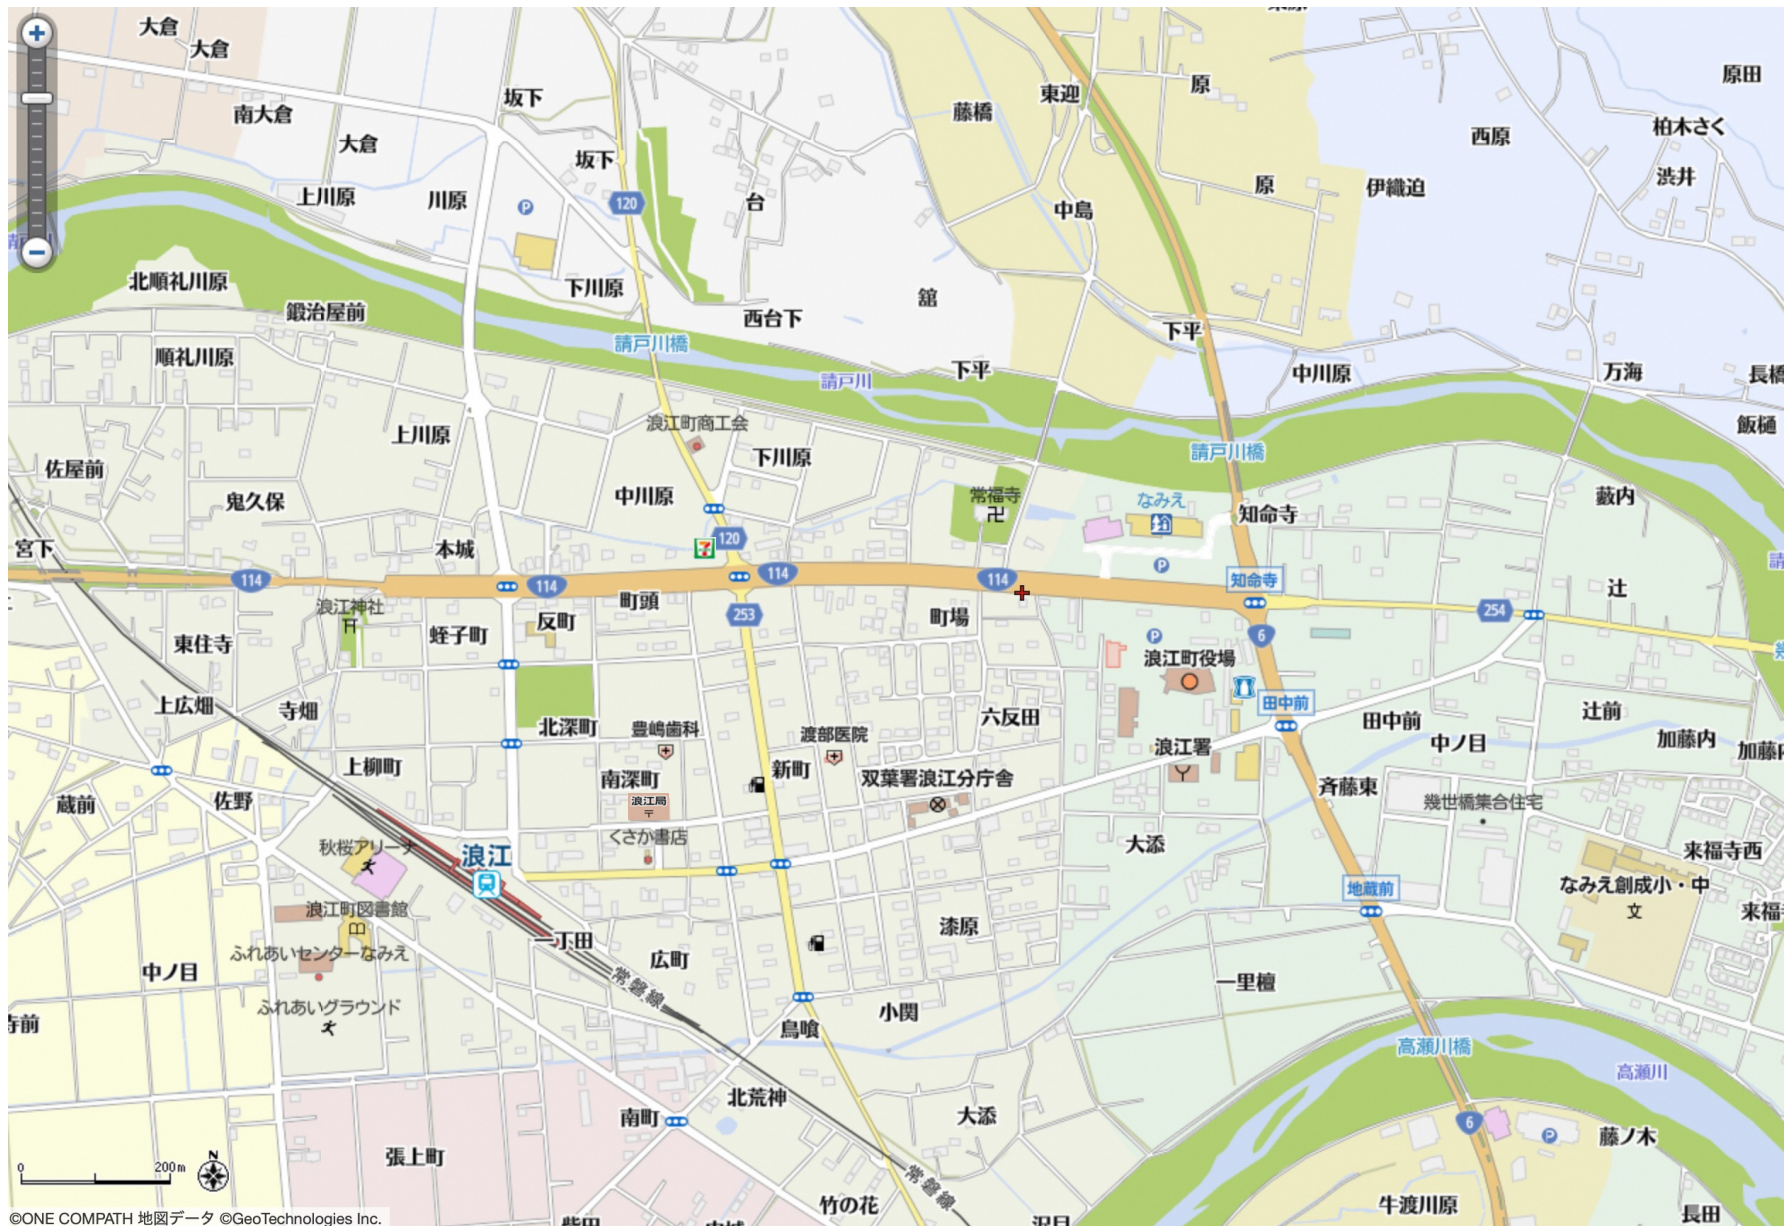 大倉
大倉
南大倉
大倉
坂下
坂下
上川原
川原
P
120
台
藤橋
東迎
原
原
中島
西原
原田
柏木さく
渋井
伊織迫
北順礼川原
鍛治屋前
順礼川原
下川原
請戸川橋
西台下
舘
下平
下平
請戸川
中川原
万海
飯樋
上川原
佐屋前
鬼久保
浪江町商工会
下川原
中川原
常福寺
なみえ
請戸川橋
知命寺
藪内
宮下
本城
120
114
114
114
114
P
知命寺
254
辻
浪江神社
東住寺
蛭子町
反町
町頭
253
町場
P
6
浪江町役場
上広畑
寺畑
北深町
豊嶋歯科
渡部医院
六反田
田中前
田中前
辻前
加藤内
中ノ目
上柳町
南深町
新町
双葉署浪江分庁舎
浪江署
斉藤東
蔵前
佐野
浪江局
幾世橋集合住宅
くさか書店
大添
来福寺西
秋桜アリーナ
浪江
なみえ創成小・中
地蔵前
浪江町図書館
ふれあいセンターなみえ
一丁田
漆原
広町
中ノ目
常磐線
一里檀
ふれあいグラウンド
小関
鳥喰
高瀬川橋
高瀬川
北荒神
南町
大添
6
P
藤ノ木
張上町
常磐線
竹の花
牛渡川原
長田
0
200m
N
©ONE COMPATH 地図データ ©GeoTechnologies Inc.